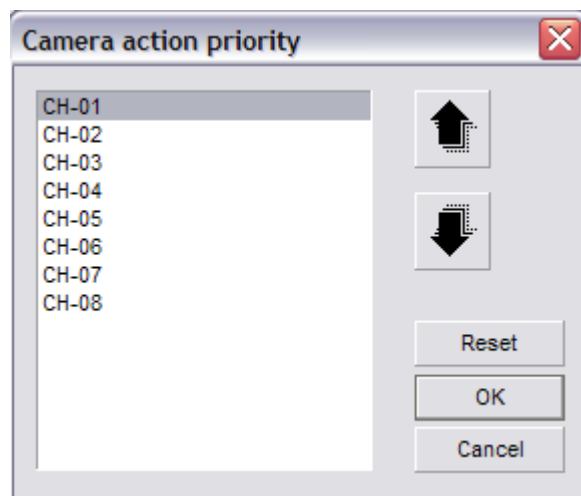 Camera action priority
CH-01
CH-02
CH-03
CH-04
CH-05
CH-06
CH-07
CH-08
Reset
OK
Cancel